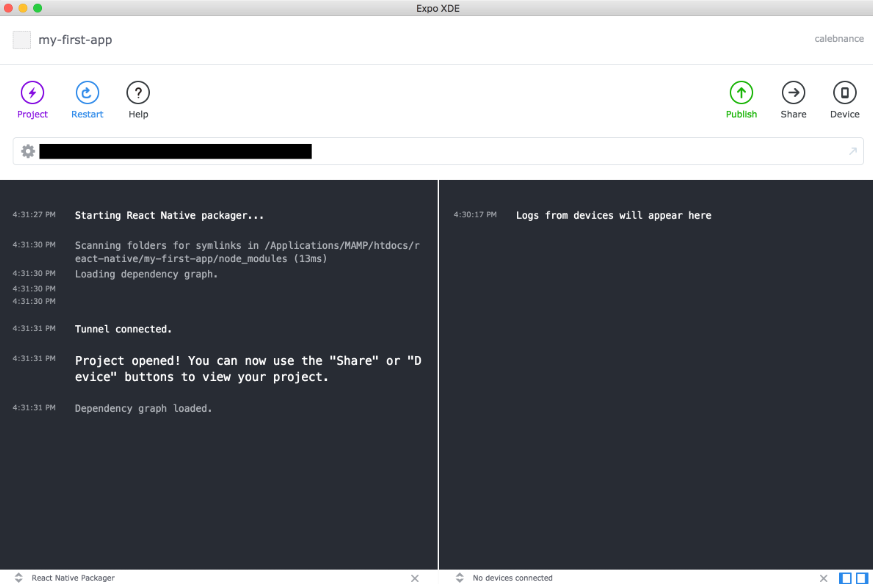 Expo XDE
my-first-app
calebnance
Project
Restart
?
Help
Publish
Share
Device
4:31:27 PM Starting React Native packager...
4:31:30 PM Scanning folders for symlinks in /Applications/MAMP/htdocs/r
eact-native/my-first-app/node_modules (13ms)
4:31:30 PM Loading dependency graph.
4:31:30 PM
4:31:30 PM
4:31:31 PM Tunnel connected.
4:31:31 PM Project opened! You can now use the "Share" or "D
evice" buttons to view your project.
4:31:31 PM Dependency graph loaded.
React Native Packager
4:30:17 PM Logs from devices will appear here
No devices connected